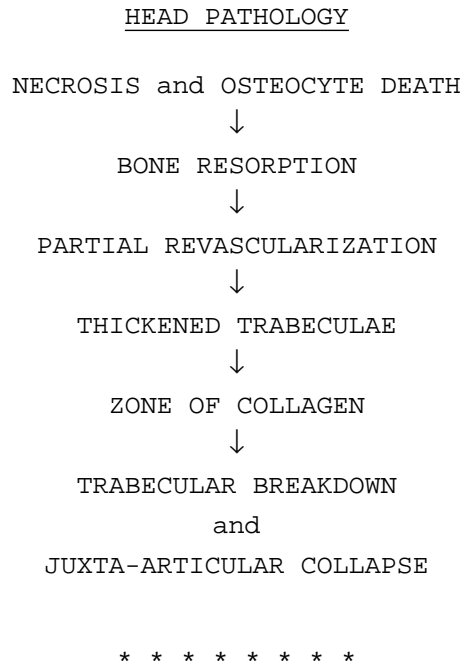 HEAD PATHOLOGY
NECROSIS and OSTEOCYTE DEATH
↓
BONE RESORPTION
↓
PARTIAL REVASCULARIZATION
↓
THICKENED TRABECULAE
↓
ZONE OF COLLAGEN
↓
TRABECULAR BREAKDOWN
and
JUXTA-ARTICULAR COLLAPSE
* * * * * * * *